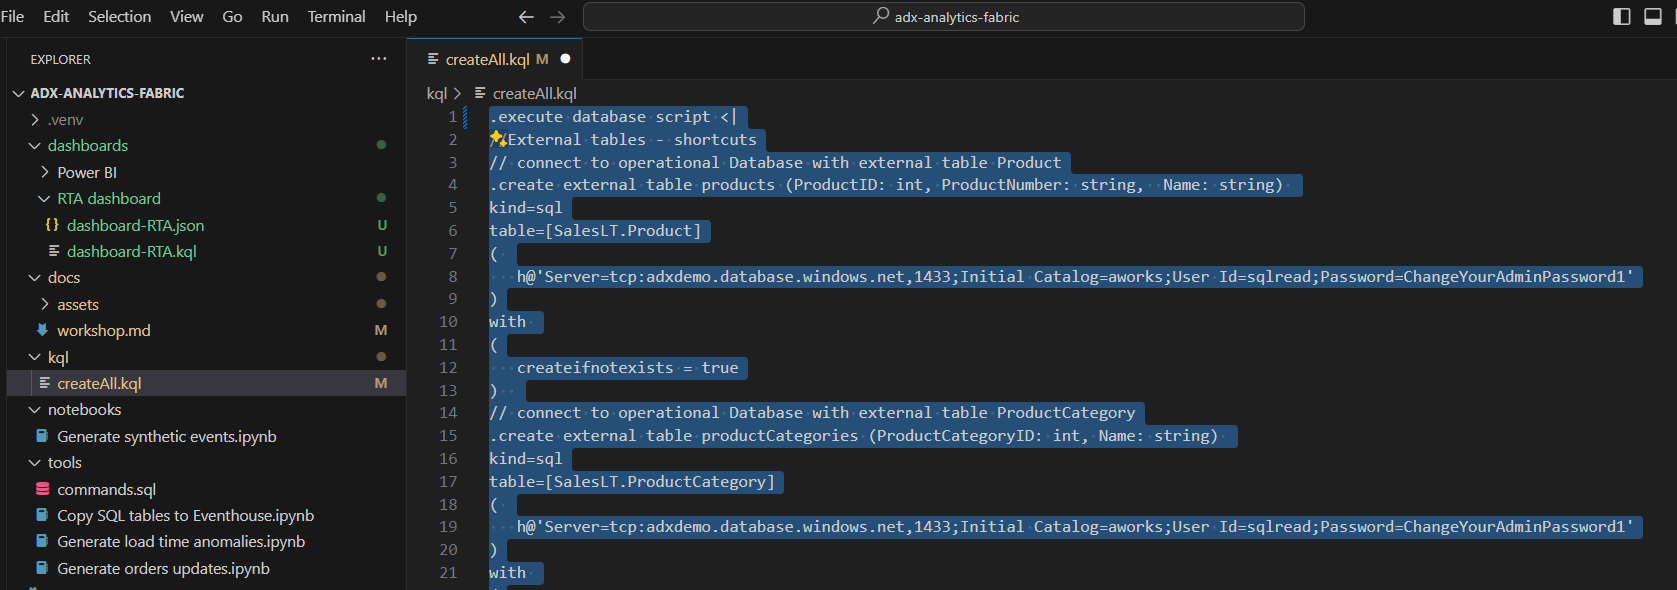 File Edit Selection View Go Run Terminal Help
adx-analytics-fabric
EXPLORER ...
createAll.kql M
ADX-ANALYTICS-FABRIC
kql > createAll.kql
.venv
dashboards
Power BI
RTA dashboard
{} dashboard-RTA.json U
dashboard-RTA.kql U
docs
assets
workshop.md M
kql
createAll.kql M
notebooks
Generate synthetic events.ipynb
tools
commands.sql
Copy SQL tables to Eventhouse.ipynb
Generate load time anomalies.ipynb
Generate orders updates.ipynb
1 .execute database script <|
2 /External tables - shortcuts
3 // connect to operational Database with external table Product
4 .create external table products (ProductID: int, ProductNumber: string,  Name: string)
5 kind=sql
6 table=[SalesLT.Product]
7 (
8 h@'Server=tcp:adxdemo.database.windows.net,1433;Initial Catalog=aworks;User Id=sqlread;Password=ChangeYourAdminPassword1'
9 )
10 with
11 (
12 createifnotexists = true
13 )
14 // connect to operational Database with external table ProductCategory
15 .create external table productCategories (ProductCategoryID: int, Name: string)
16 kind=sql
17 table=[SalesLT.ProductCategory]
18 (
19 h@'Server=tcp:adxdemo.database.windows.net,1433;Initial Catalog=aworks;User Id=sqlread;Password=ChangeYourAdminPassword1'
20 )
21 with